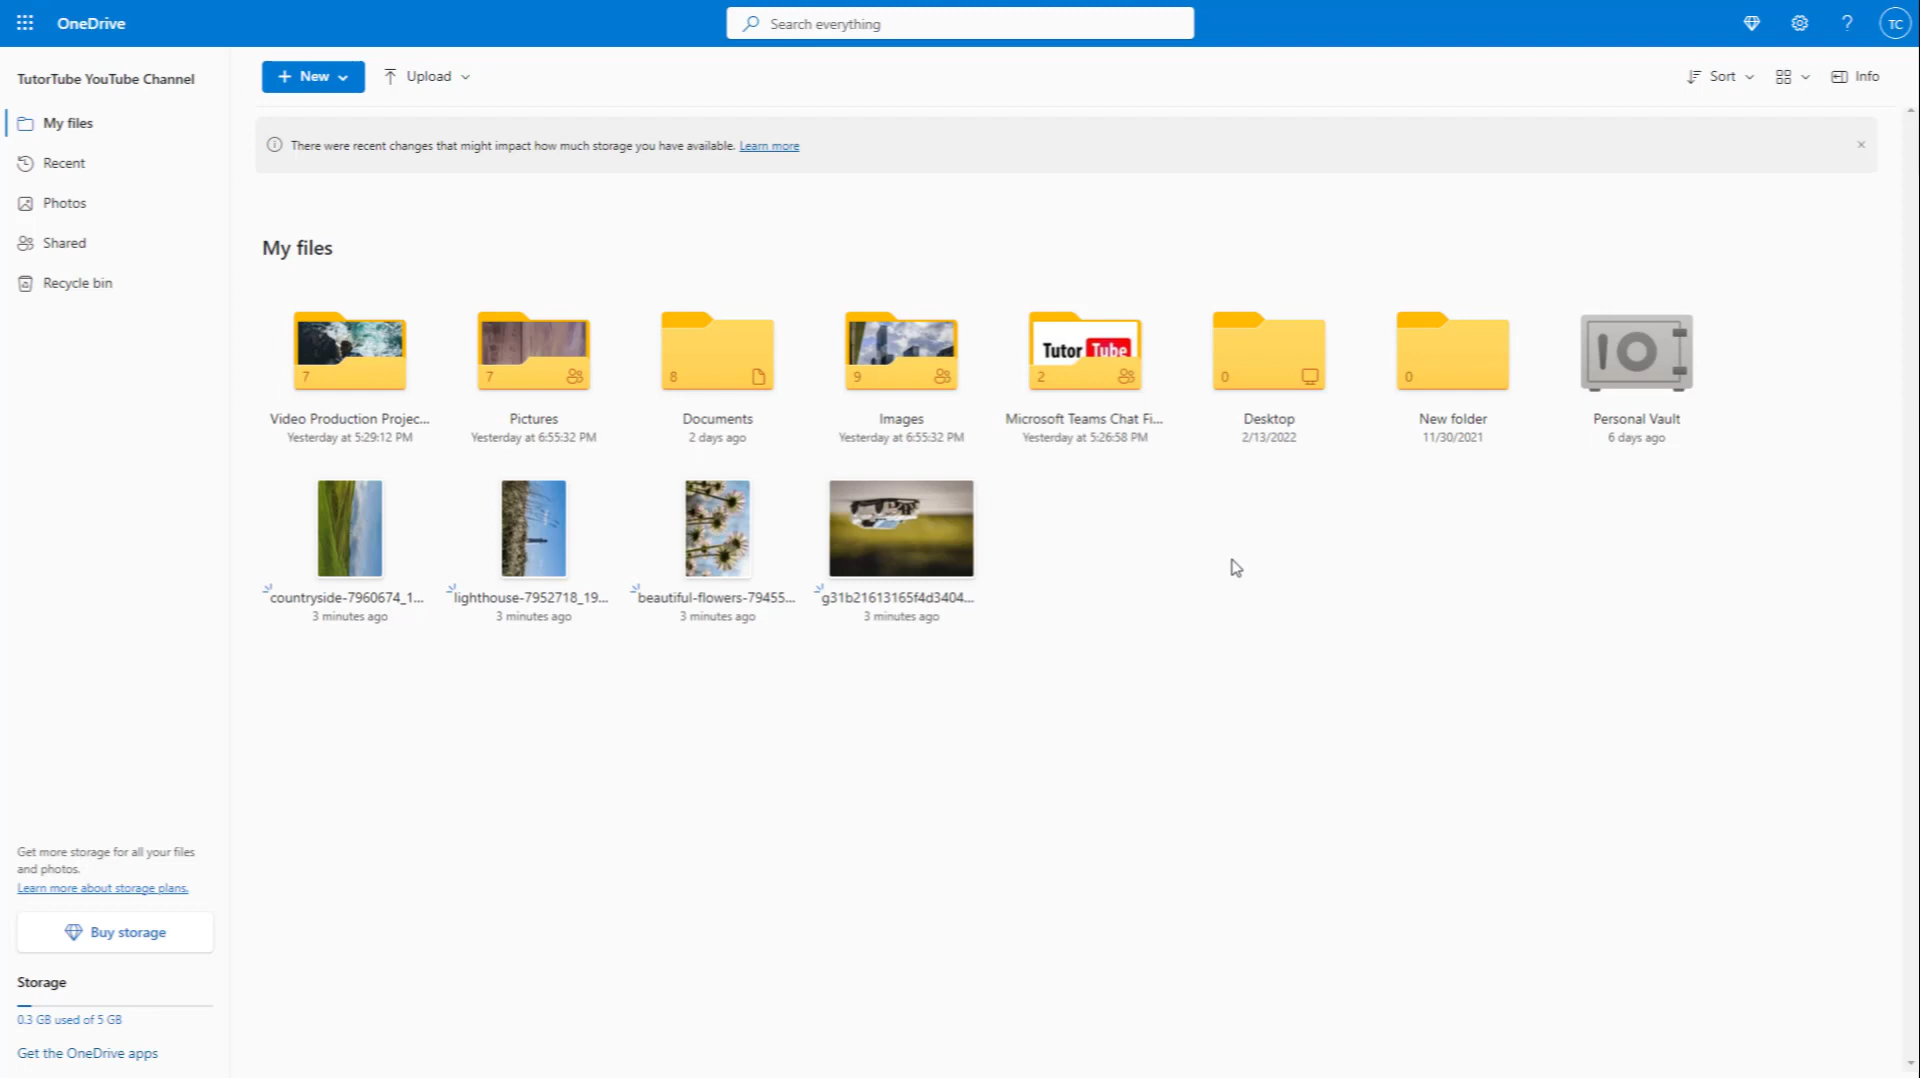 OneDrive
Search everything
TC
TutorTube YouTube Channel
New
Upload
Sort
Info
My files
Recent
Photos
Shared
Recycle bin
There were recent changes that might impact how much storage you have available. Learn more
My files
7
7
8
9
Tutor Tube
2
0
0
Video Production Projec...
Pictures
Documents
Images
Microsoft Teams Chat Fi...
Desktop
New folder
Personal Vault
Yesterday at 5:29:12 PM
Yesterday at 6:55:32 PM
2 days ago
Yesterday at 6:55:32 PM
Yesterday at 5:26:58 PM
2/13/2022
11/30/2021
6 days ago
countryside-7960674_1...
lighthouse-7952718_19...
beautiful-flowers-79455...
g31b21613165f4d3404...
3 minutes ago
3 minutes ago
3 minutes ago
3 minutes ago
Get more storage for all your files
and photos.
Learn more about storage plans.
Buy storage
Storage
0.3 GB used of 5 GB
Get the OneDrive apps